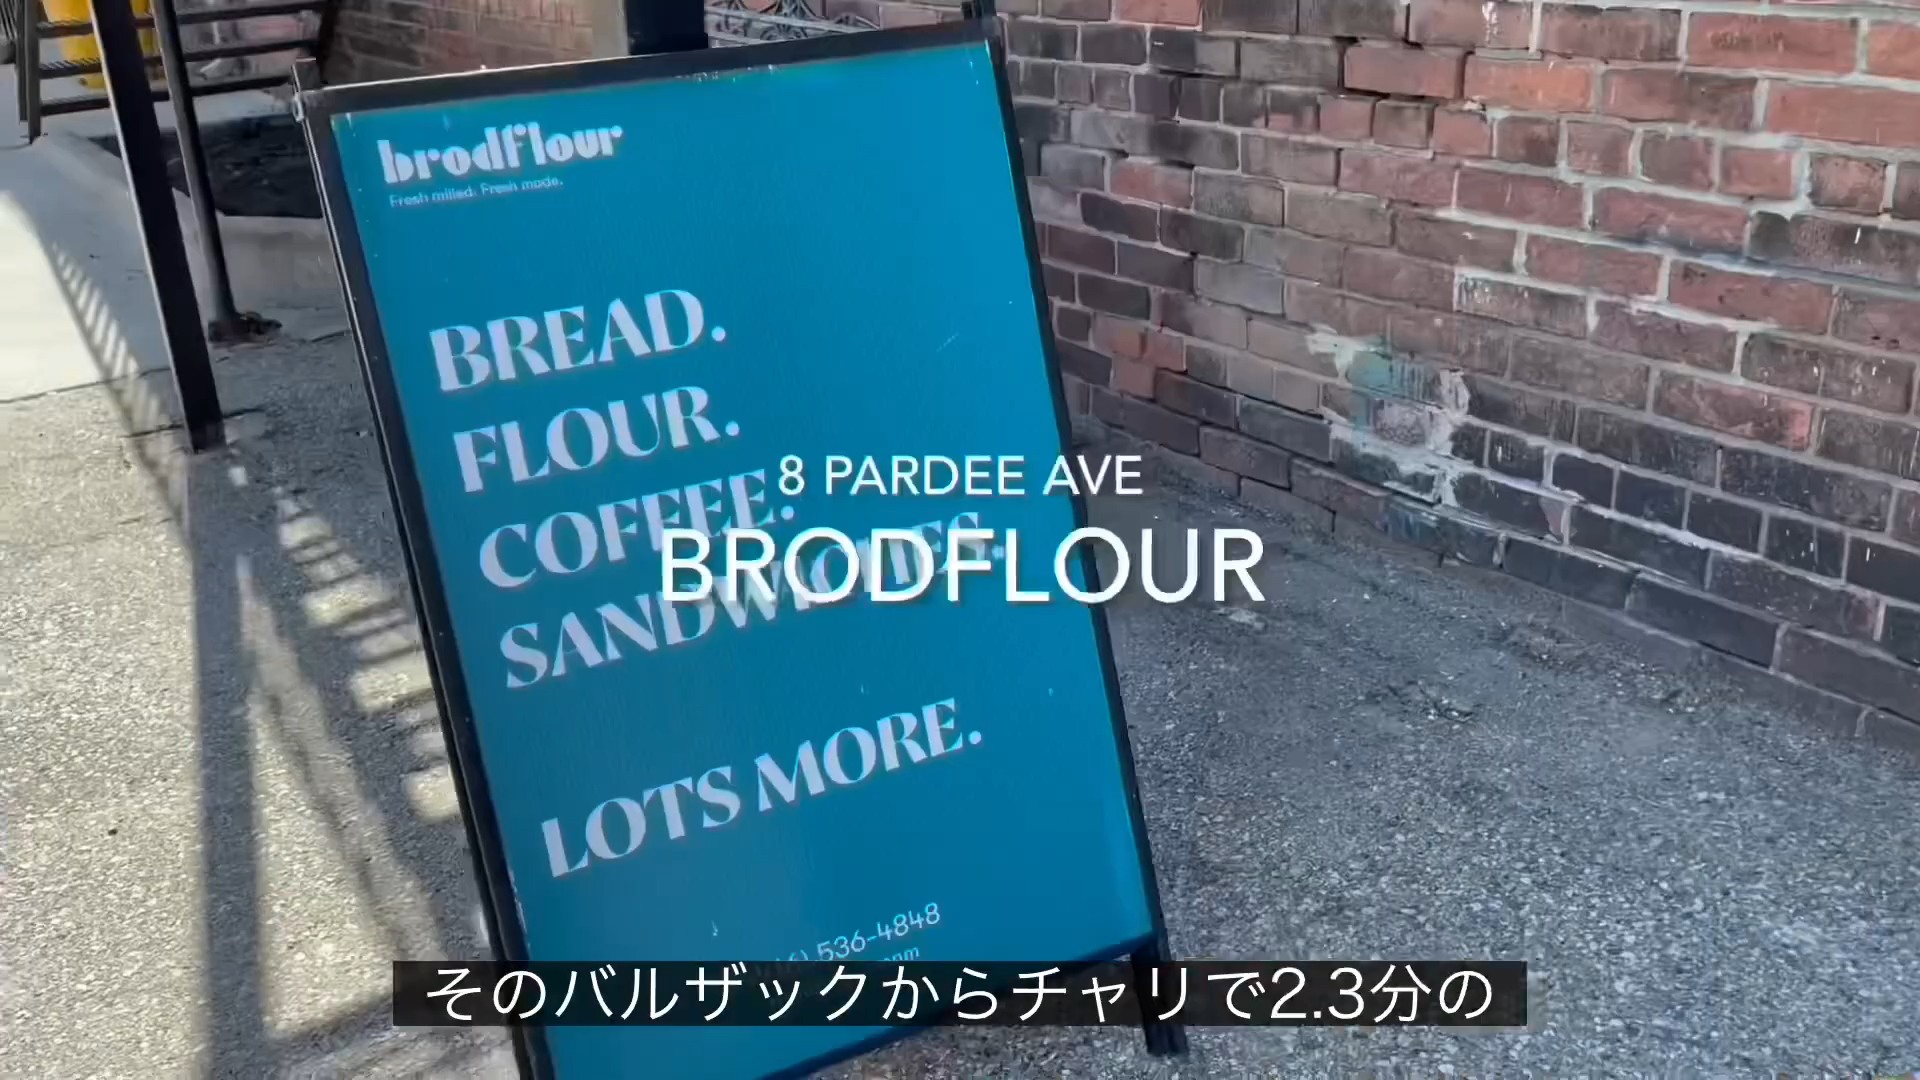 brodflour
Fresh milled. Fresh made.
BREAD.
FLOUR.
COFFEE.
SANDWICHES.
LOTS MORE.
8 PARDEE AVE
BRODFLOUR
536-4848
そのバルザックからチャリで2.3分の